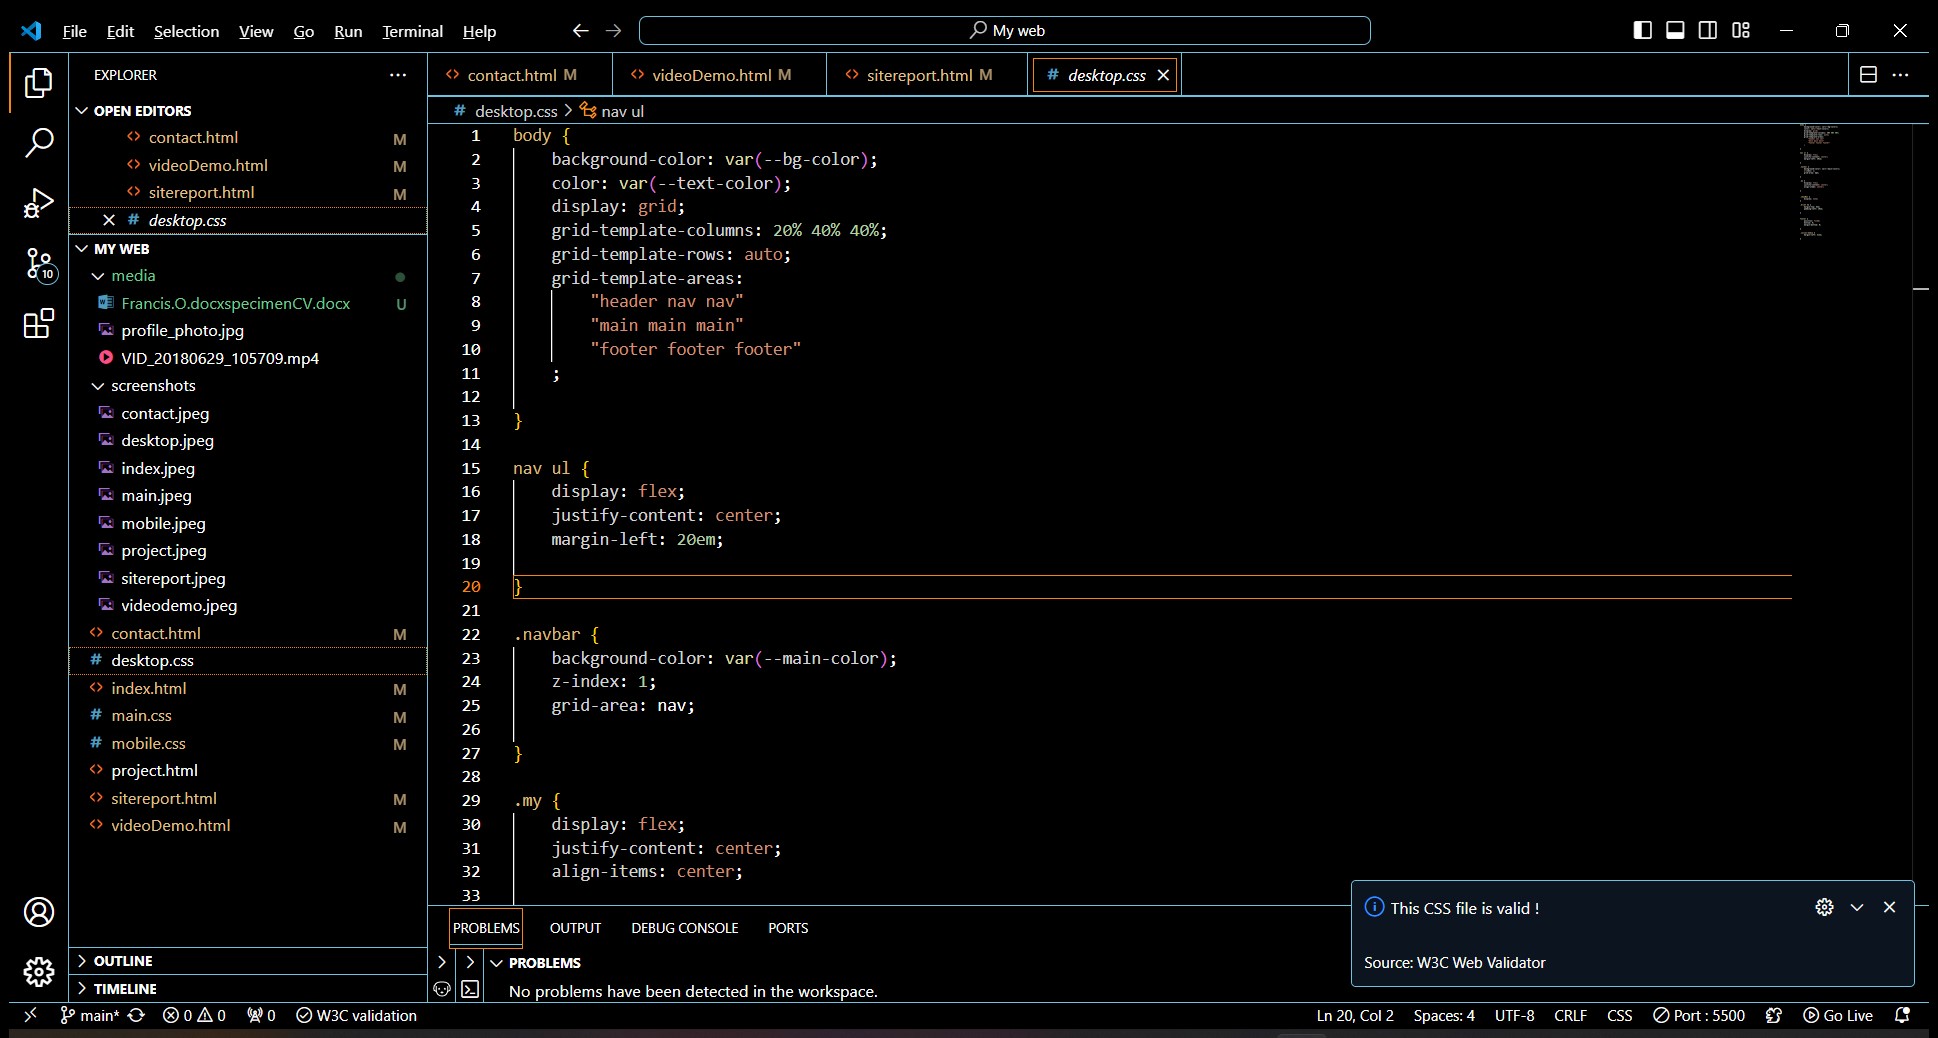 File Edit Selection View Go Run Terminal Help
My web
EXPLORER
OPEN EDITORS
contact.html M
videoDemo.html M
sitereport.html M
# desktop.css
MY WEB
media
Francis.O.docxspecimenCV.docx U
profile_photo.jpg
VID_20180629_105709.mp4
screenshots
contact.jpeg
desktop.jpeg
index.jpeg
main.jpeg
mobile.jpeg
project.jpeg
sitereport.jpeg
videodemo.jpeg
contact.html M
# desktop.css
index.html M
# main.css M
# mobile.css M
project.html
sitereport.html M
videoDemo.html M
OUTLINE
TIMELINE
10
contact.html M videoDemo.html M sitereport.html M # desktop.css
# desktop.css > nav ul
1 body {
2 background-color: var(--bg-color);
3 color: var(--text-color);
4 display: grid;
5 grid-template-columns: 20% 40% 40%;
6 grid-template-rows: auto;
7 grid-template-areas:
8 "header nav nav"
9 "main main main"
10 "footer footer footer"
11 ;
12
13 }
14
15 nav ul {
16 display: flex;
17 justify-content: center;
18 margin-left: 20em;
19
20 }
21
22 .navbar {
23 background-color: var(--main-color);
24 z-index: 1;
25 grid-area: nav;
26
27 }
28
29 .my {
30 display: flex;
31 justify-content: center;
32 align-items: center;
33
PROBLEMS OUTPUT DEBUG CONSOLE PORTS
PROBLEMS
No problems have been detected in the workspace.
This CSS file is valid !
Source: W3C Web Validator
main* 0 0 0 W3C validation Ln 20, Col 2 Spaces: 4 UTF-8 CRLF CSS Port : 5500 Go Live